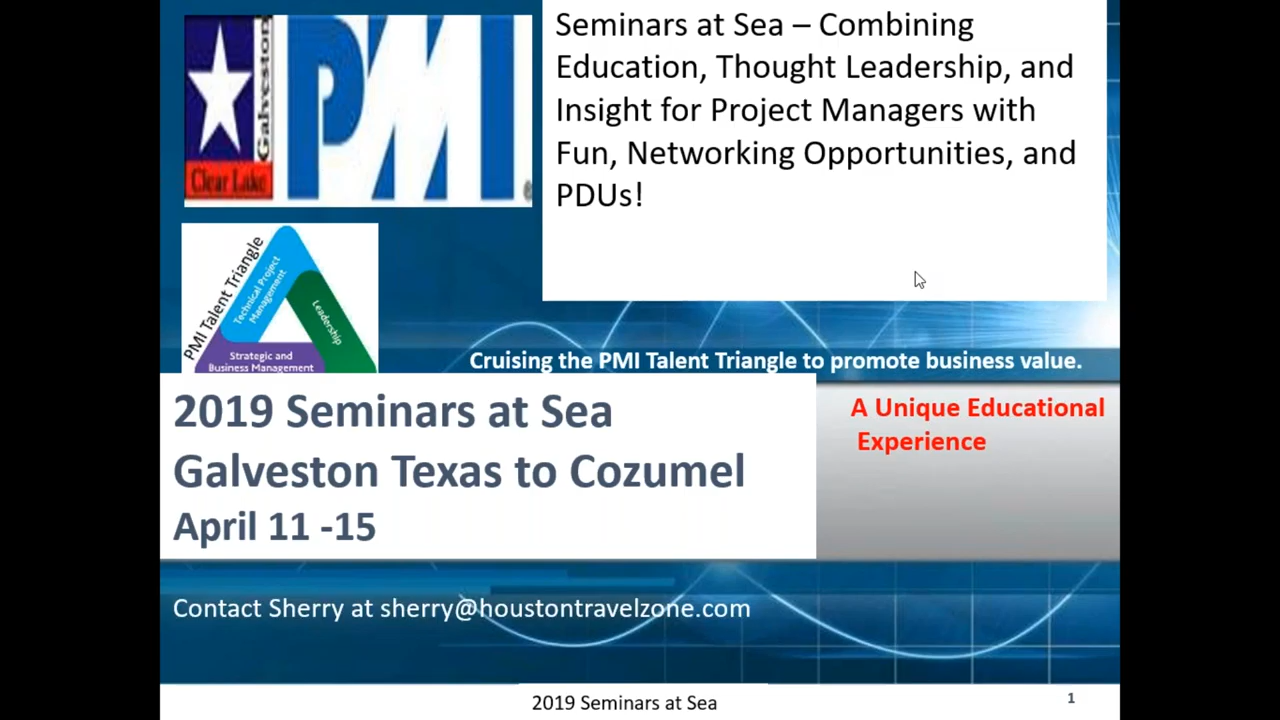 Galveston
PMI
Clear Lake
®
Seminars at Sea – Combining
Education, Thought Leadership, and
Insight for Project Managers with
Fun, Networking Opportunities, and
PDUs!
PMI Talent Triangle
Technical Project
Management
Leadership
Strategic and
Business Management
Cruising the PMI Talent Triangle to promote business value.
2019 Seminars at Sea
Galveston Texas to Cozumel
April 11 -15
A Unique Educational
Experience
Contact Sherry at sherry@houstontravelzone.com
2019 Seminars at Sea
1